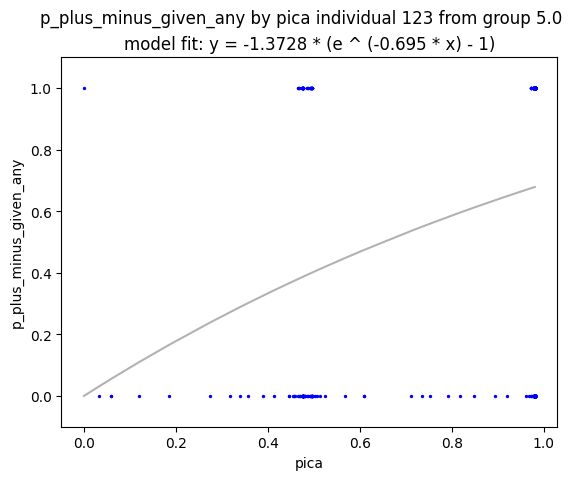 p_plus_minus_given_any by pica individual 123 from group 5.0
model fit: y = -1.3728 * (e ^ (-0.695 * x) - 1)
1.0
0.8
0.6
0.4
0.2
0.0
p_plus_minus_given_any
0.0 0.2 0.4 0.6 0.8 1.0
pica